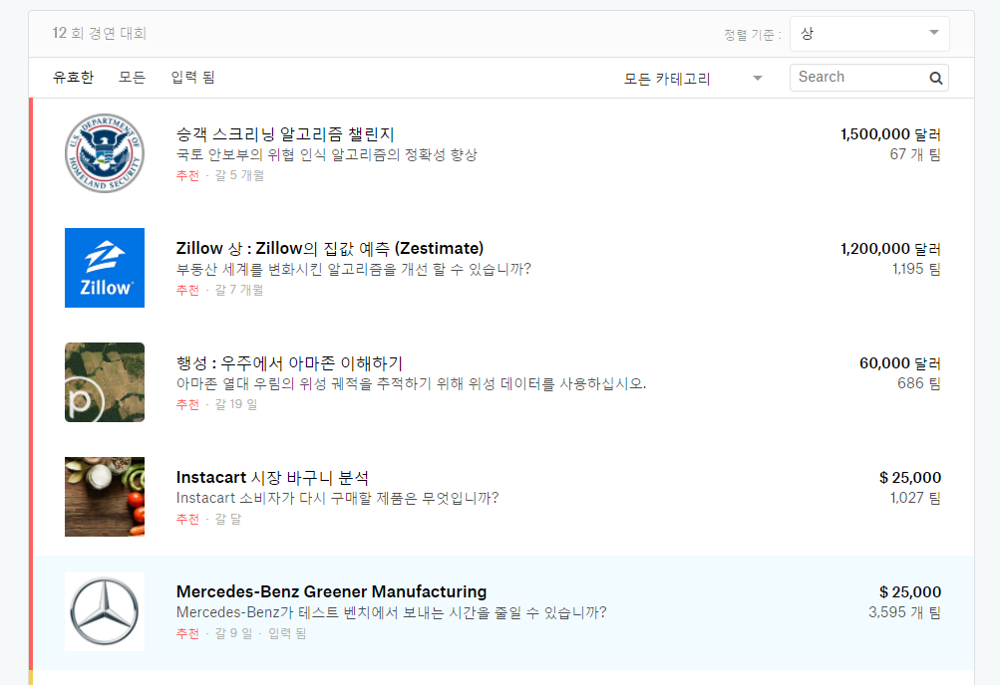 12 회 경연 대회
정렬 기준 :
상
유효한 모든 입력 됨
모든 카테고리
Search
U.S. DEPARTMENT OF HOMELAND SECURITY
승객 스크리닝 알고리즘 챌린지
1,500,000 달러
국토 안보부의 위협 인식 알고리즘의 정확성 향상
67 개 팀
추천 · 갈 5 개월
Zillow
Zillow 상 : Zillow의 집값 예측 (Zestimate)
1,200,000 달러
부동산 세계를 변화시킨 알고리즘을 개선 할 수 있습니까?
1,195 팀
추천 · 갈 7 개월
p
행성 : 우주에서 아마존 이해하기
60,000 달러
아마존 열대 우림의 위성 궤적을 추적하기 위해 위성 데이터를 사용하십시오.
686 팀
추천 · 갈 19 일
Instacart 시장 바구니 분석
$ 25,000
Instacart 소비자가 다시 구매할 제품은 무엇입니까?
1,027 팀
추천 · 갈 달
Mercedes-Benz Greener Manufacturing
$ 25,000
Mercedes-Benz가 테스트 벤치에서 보내는 시간을 줄일 수 있습니까?
3,595 개 팀
추천 · 갈 9 일 · 입력 됨